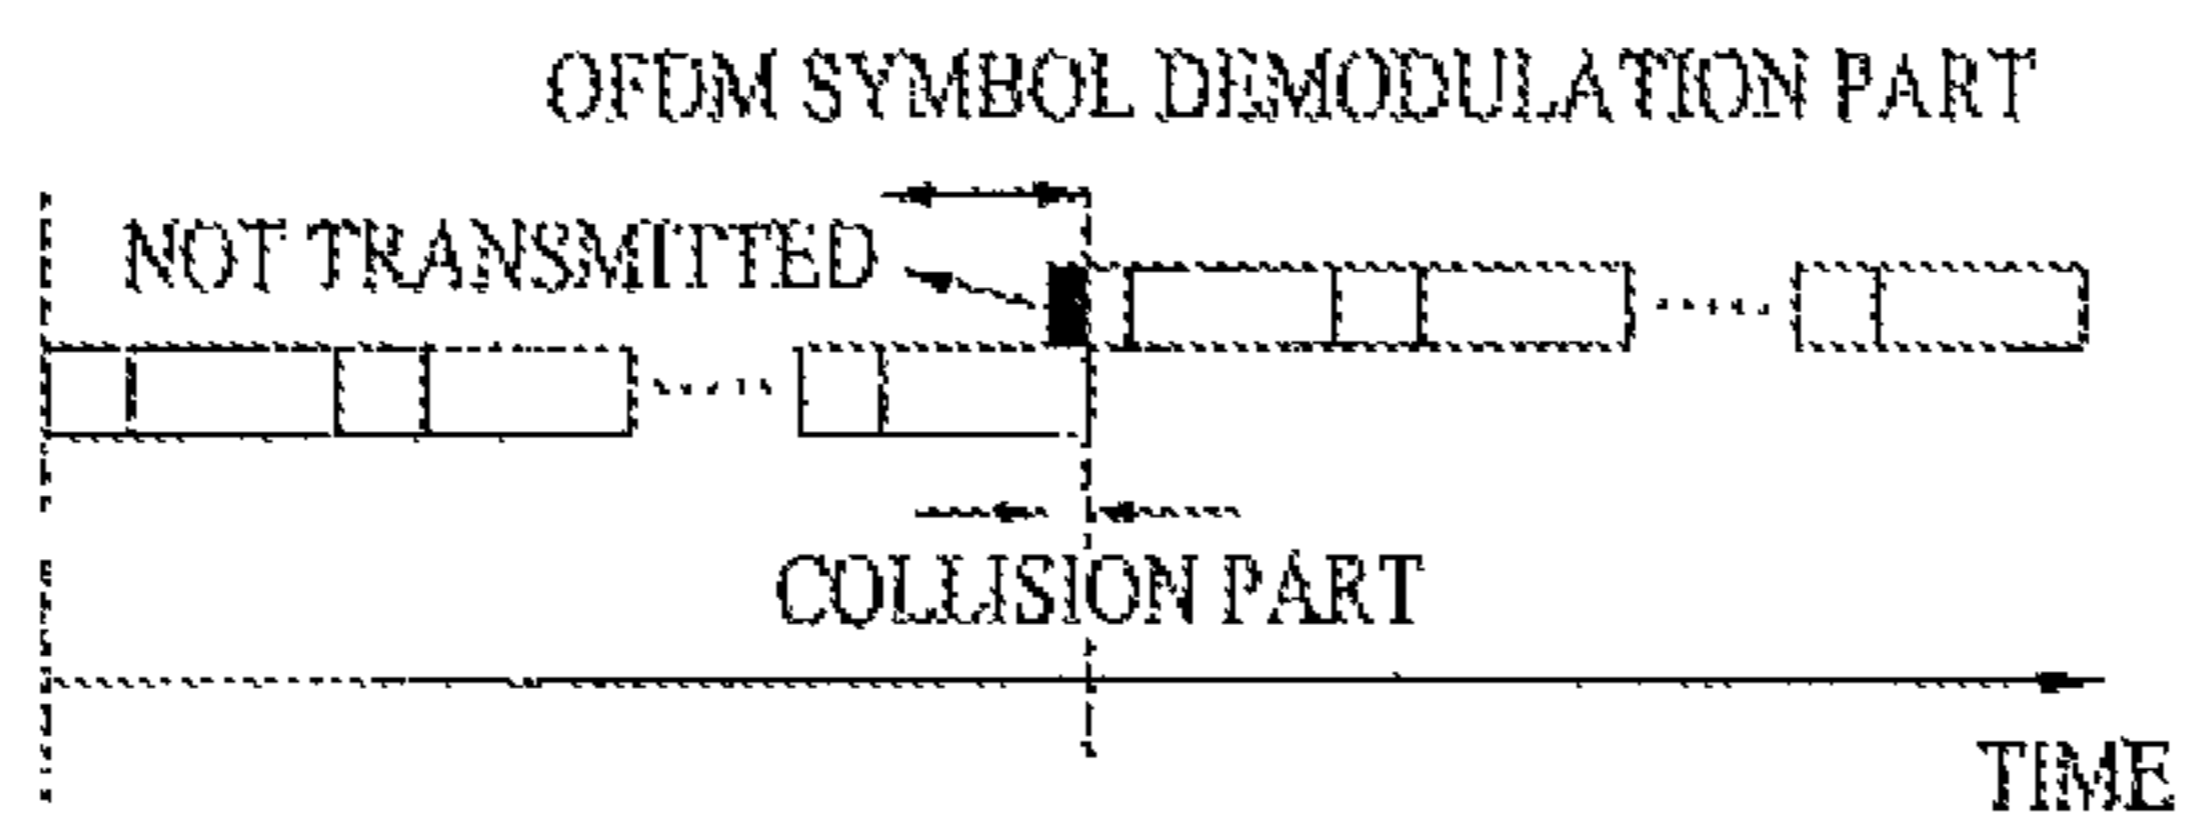 OFDM SYMBOL DEMODULATION PART
NOT TRANSMITTED
COLLISION PART
TIME